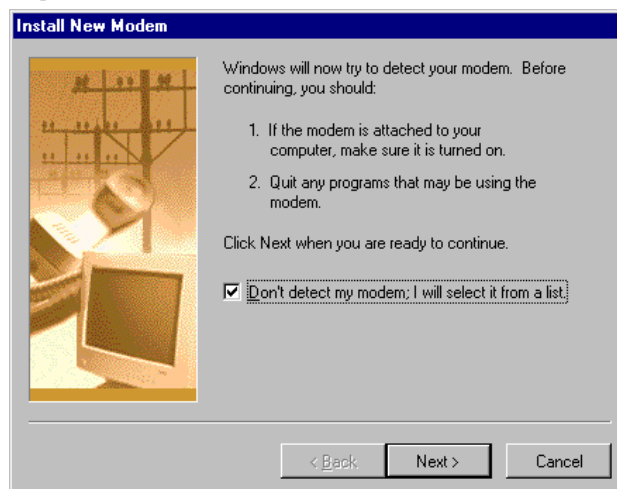 Install New Modem
Windows will now try to detect your modem. Before
continuing, you should:
1. If the modem is attached to your
computer, make sure it is turned on.
2. Quit any programs that may be using the
modem.
Click Next when you are ready to continue.
Don't detect my modem; I will select it from a list.
< Back
Next >
Cancel